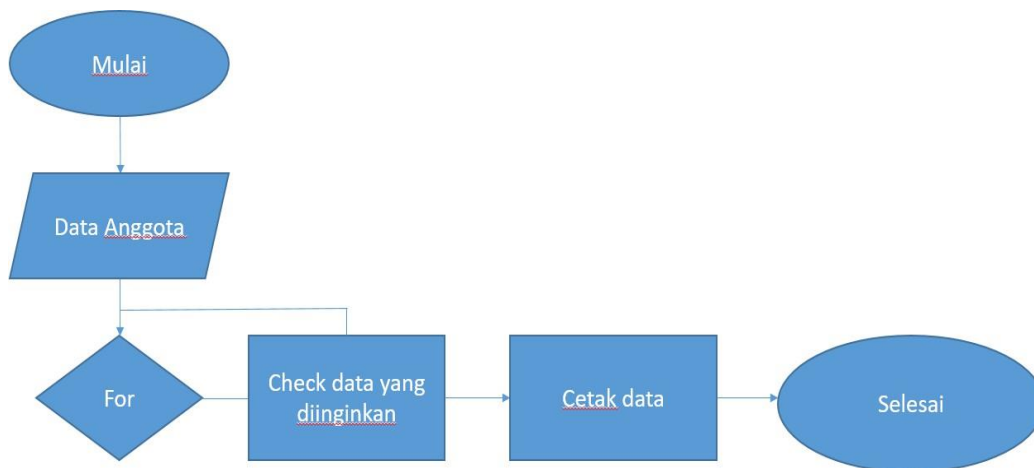 Mulai
Data Anggota
For
Check data yang
diinginkan
Cetak data
Selesai